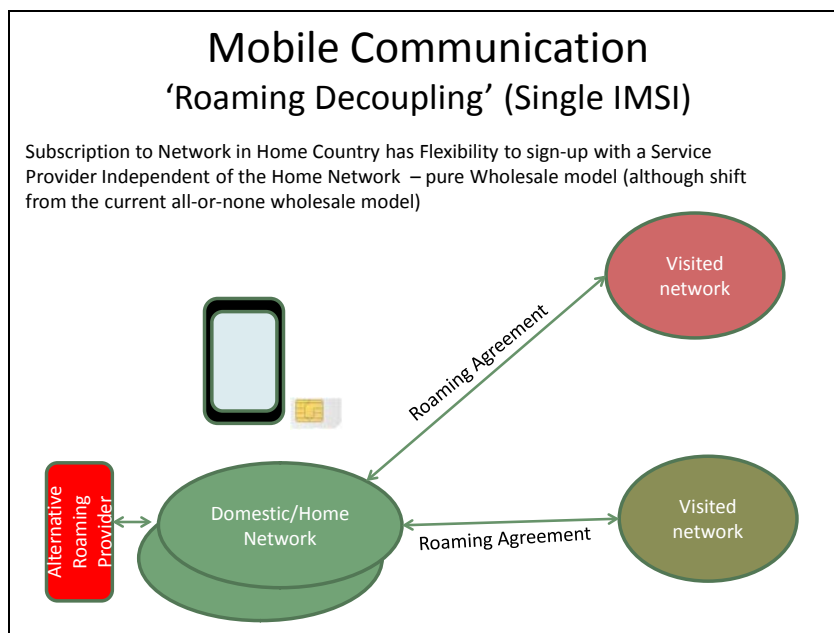 Mobile Communication
‘Roaming Decoupling’ (Single IMSI)
Subscription to Network in Home Country has Flexibility to sign-up with a Service
Provider Independent of the Home Network – pure Wholesale model (although shift
from the current all-or-none wholesale model)
Visited
network
Roaming Agreement
Alternative
Roaming
Provider
Domestic/Home
Network
Roaming Agreement
Visited
network